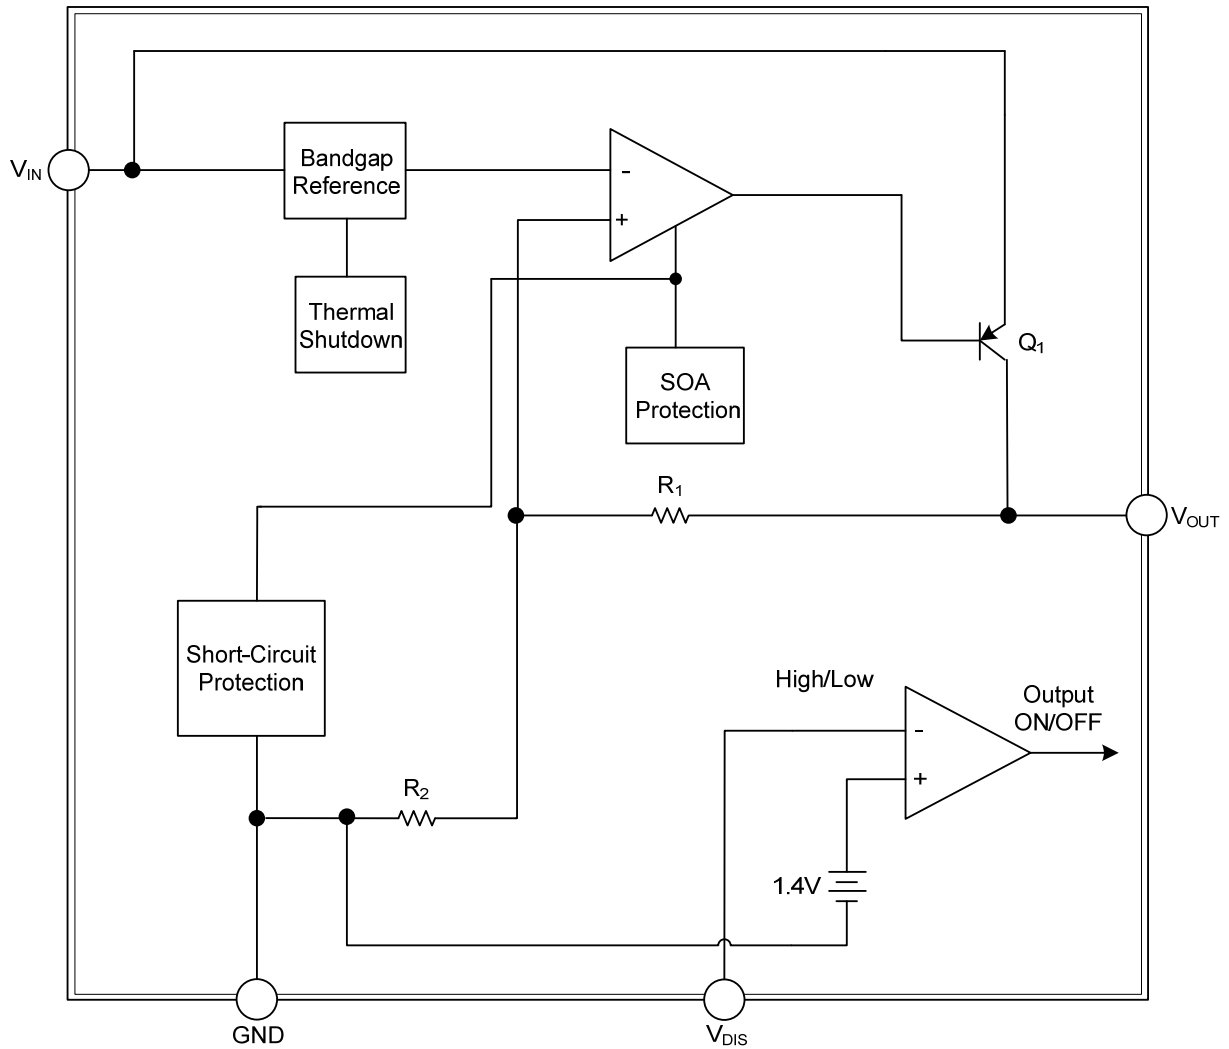 Bandgap
Reference
VIN
-
+
Thermal
Shutdown
Q1
SOA
Protection
R1
VOUT
Short-Circuit
Protection
High/Low
Output
ON/OFF
-
+
R2
1.4V
GND
VDIS